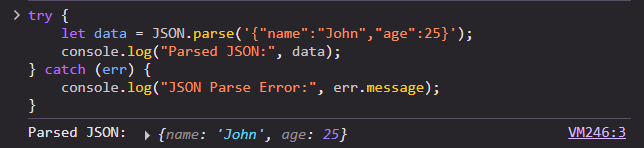 try {
    let data = JSON.parse('{"name":"John","age":25}');
    console.log("Parsed JSON:", data);
} catch (err) {
    console.log("JSON Parse Error:", err.message);
}
Parsed JSON: {name: 'John', age: 25} VM246:3